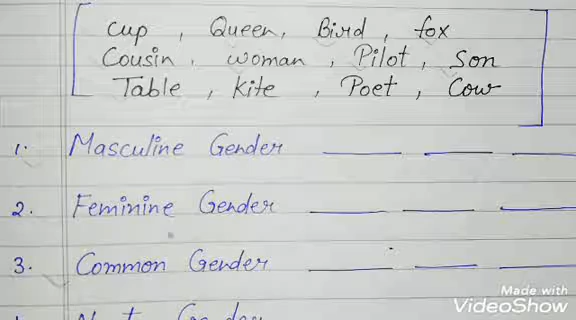 cup , Queen, Bird , fox
Cousin , woman , Pilot , Son
Table , Kite , Poet , Cow
1. Masculine Gender
2. Feminine Gender
3. Common Gender
Gender
Made with
VideoShow